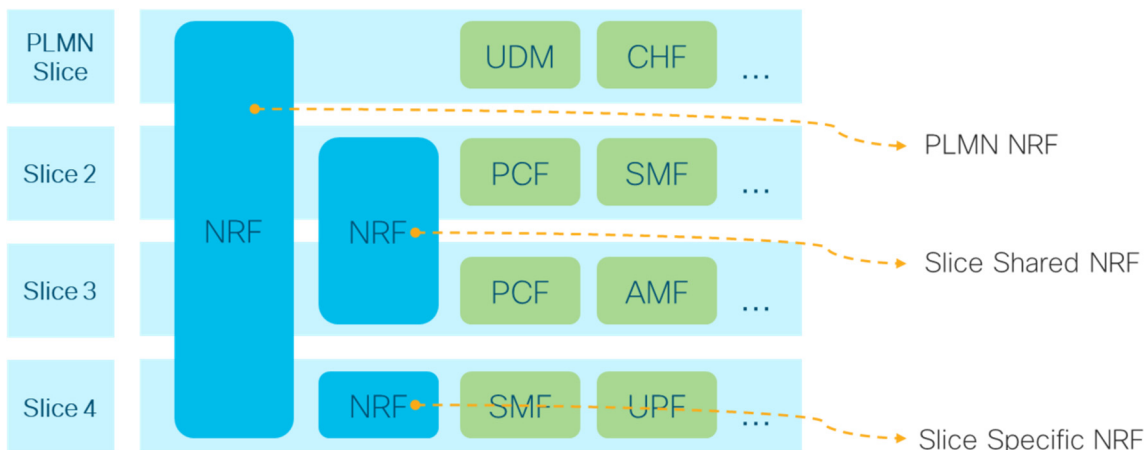 PLMN
Slice
UDM
CHF
...
PLMN NRF
Slice 2
PCF
SMF
...
NRF
NRF
Slice Shared NRF
Slice 3
PCF
AMF
...
Slice 4
NRF
SMF
UPF
...
Slice Specific NRF